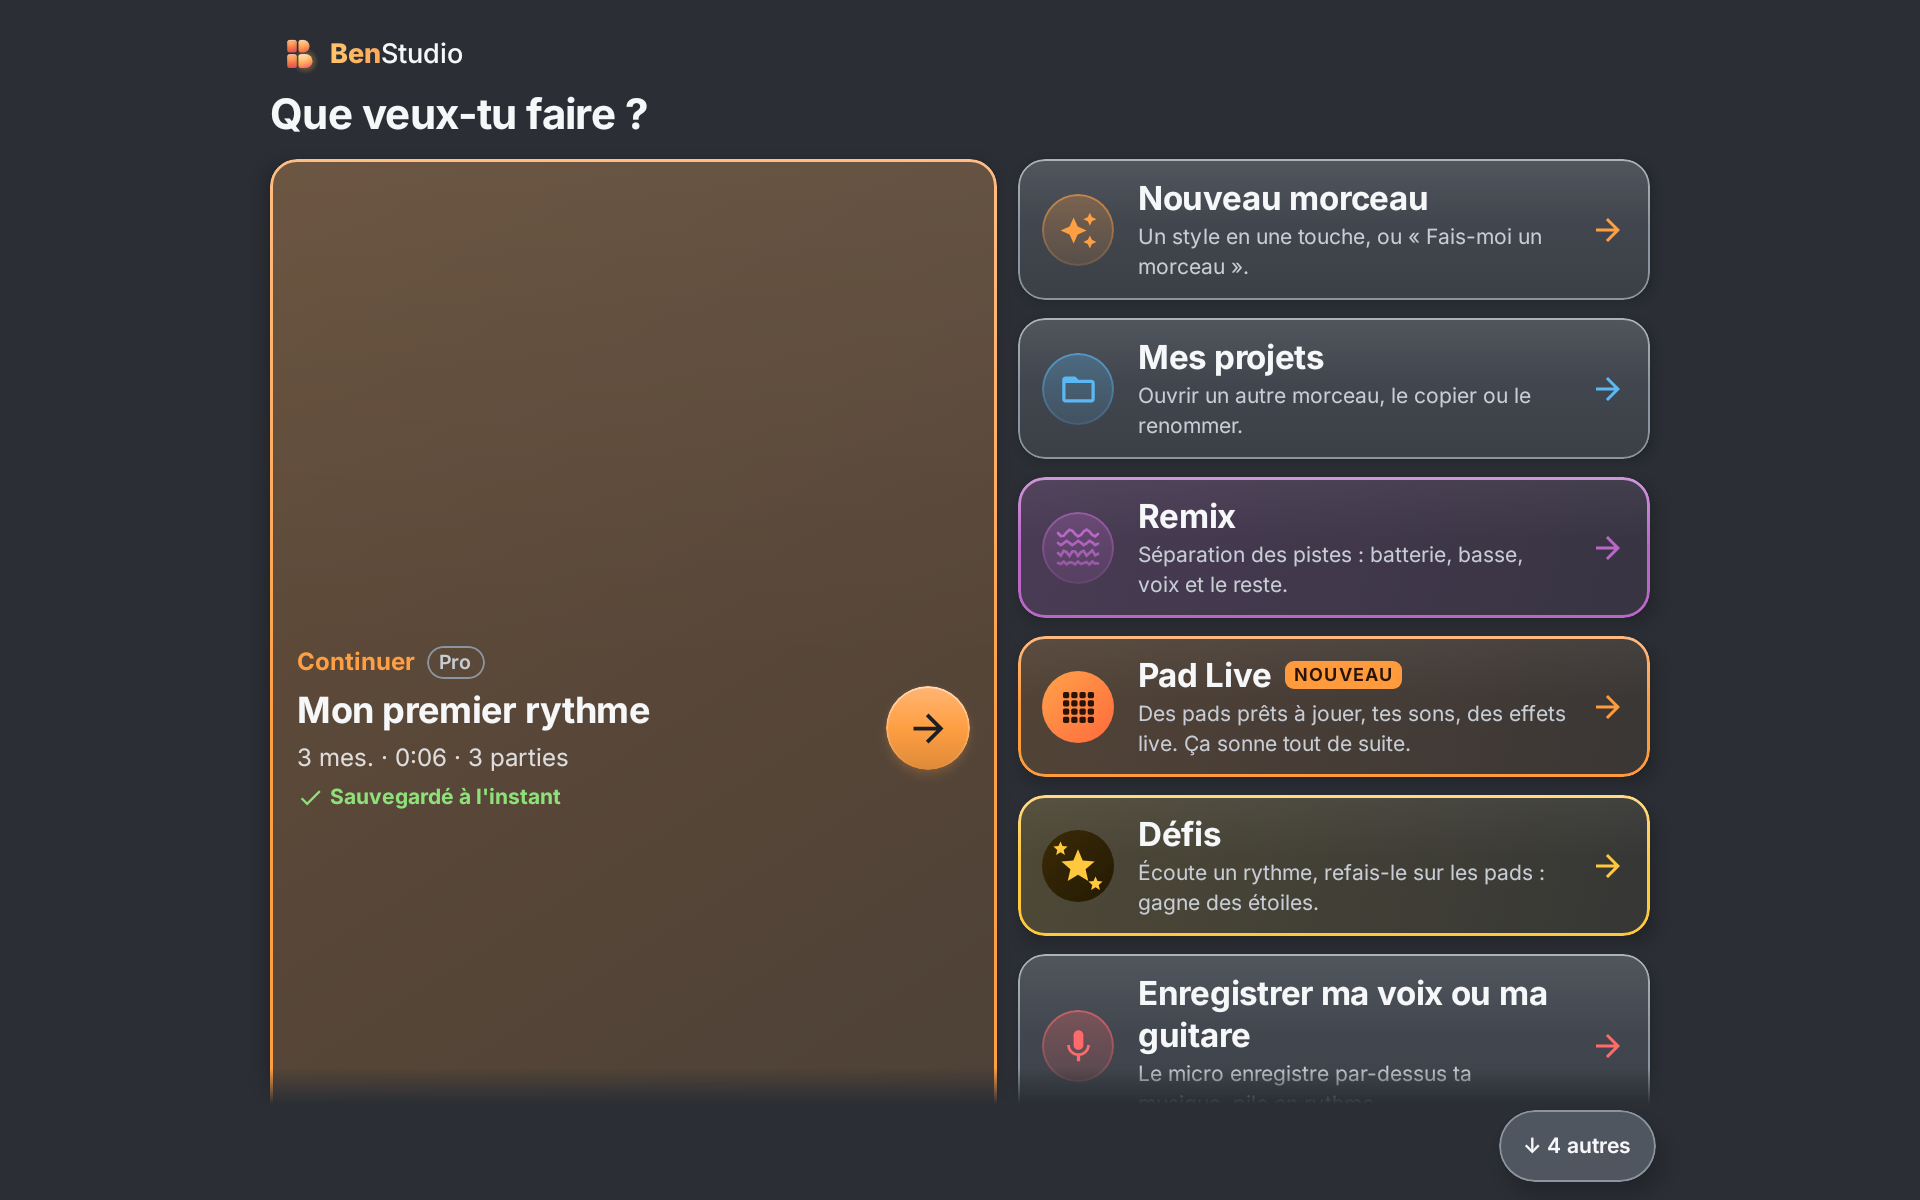 BenStudio
Que veux-tu faire ?
Continuer Pro
Mon premier rythme
3 mes. · 0:06 · 3 parties
Sauvegardé à l'instant
Nouveau morceau
Un style en une touche, ou « Fais-moi un
morceau ».
Mes projets
Ouvrir un autre morceau, le copier ou le
renommer.
Remix
Séparation des pistes : batterie, basse,
voix et le reste.
Pad Live NOUVEAU
Des pads prêts à jouer, tes sons, des effets
live. Ça sonne tout de suite.
Défis
Écoute un rythme, refais-le sur les pads :
gagne des étoiles.
Enregistrer ma voix ou ma
guitare
Le micro enregistre par-dessus ta
↓ 4 autres